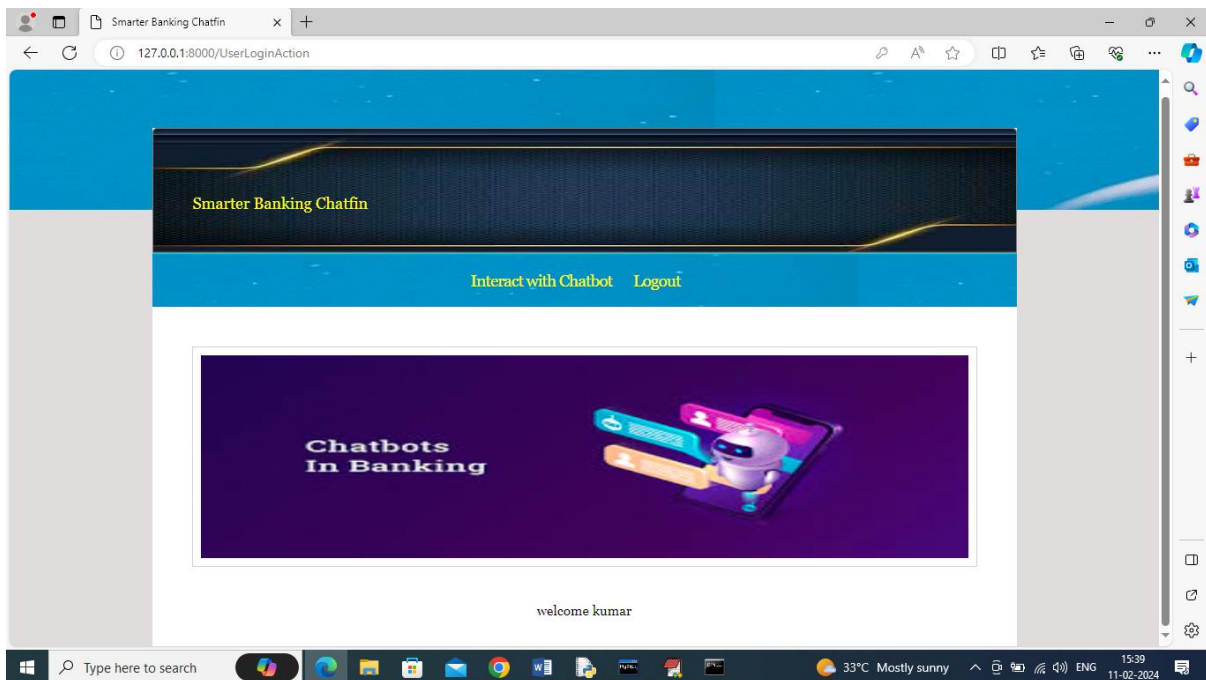 Smarter Banking Chatfin
127.0.0.1:8000/UserLoginAction
Smarter Banking Chatfin
Interact with Chatbot Logout
Chatbots
In Banking
welcome kumar
Type here to search
33°C Mostly sunny
ENG
15:39
11-02-2024